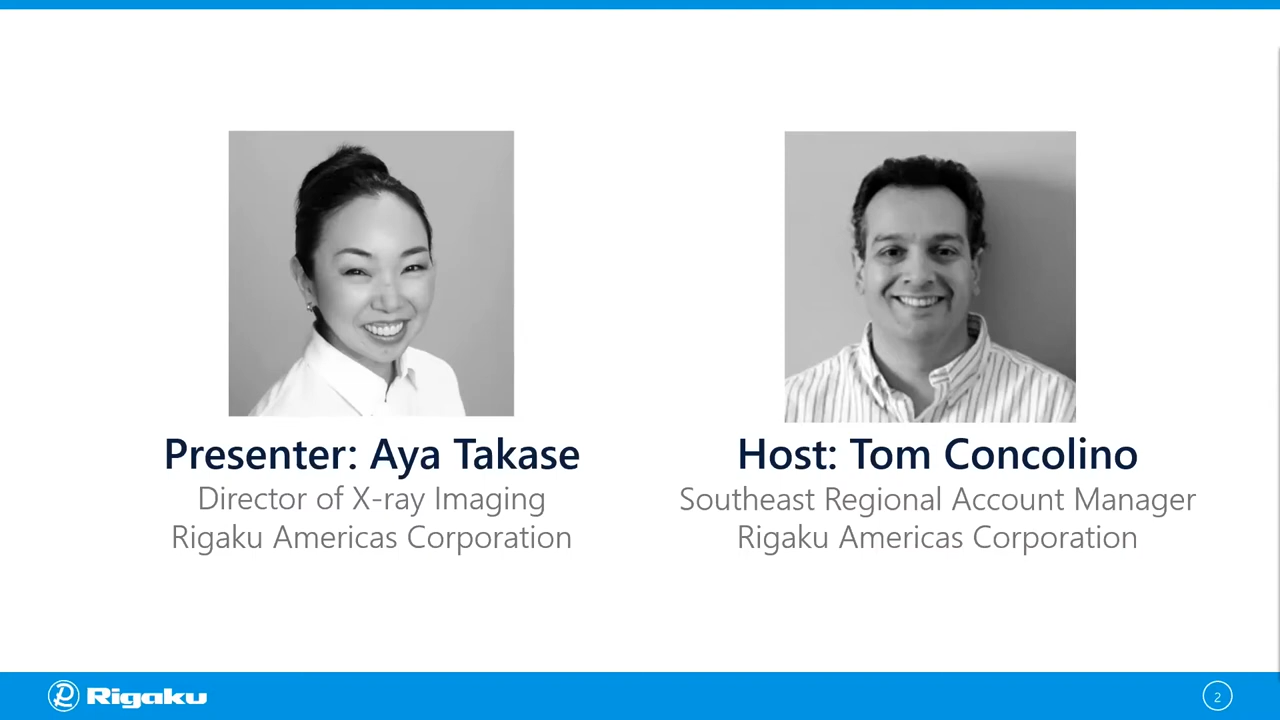 Presenter: Aya Takase
Director of X-ray Imaging
Rigaku Americas Corporation
Host: Tom Concolino
Southeast Regional Account Manager
Rigaku Americas Corporation
Rigaku
2